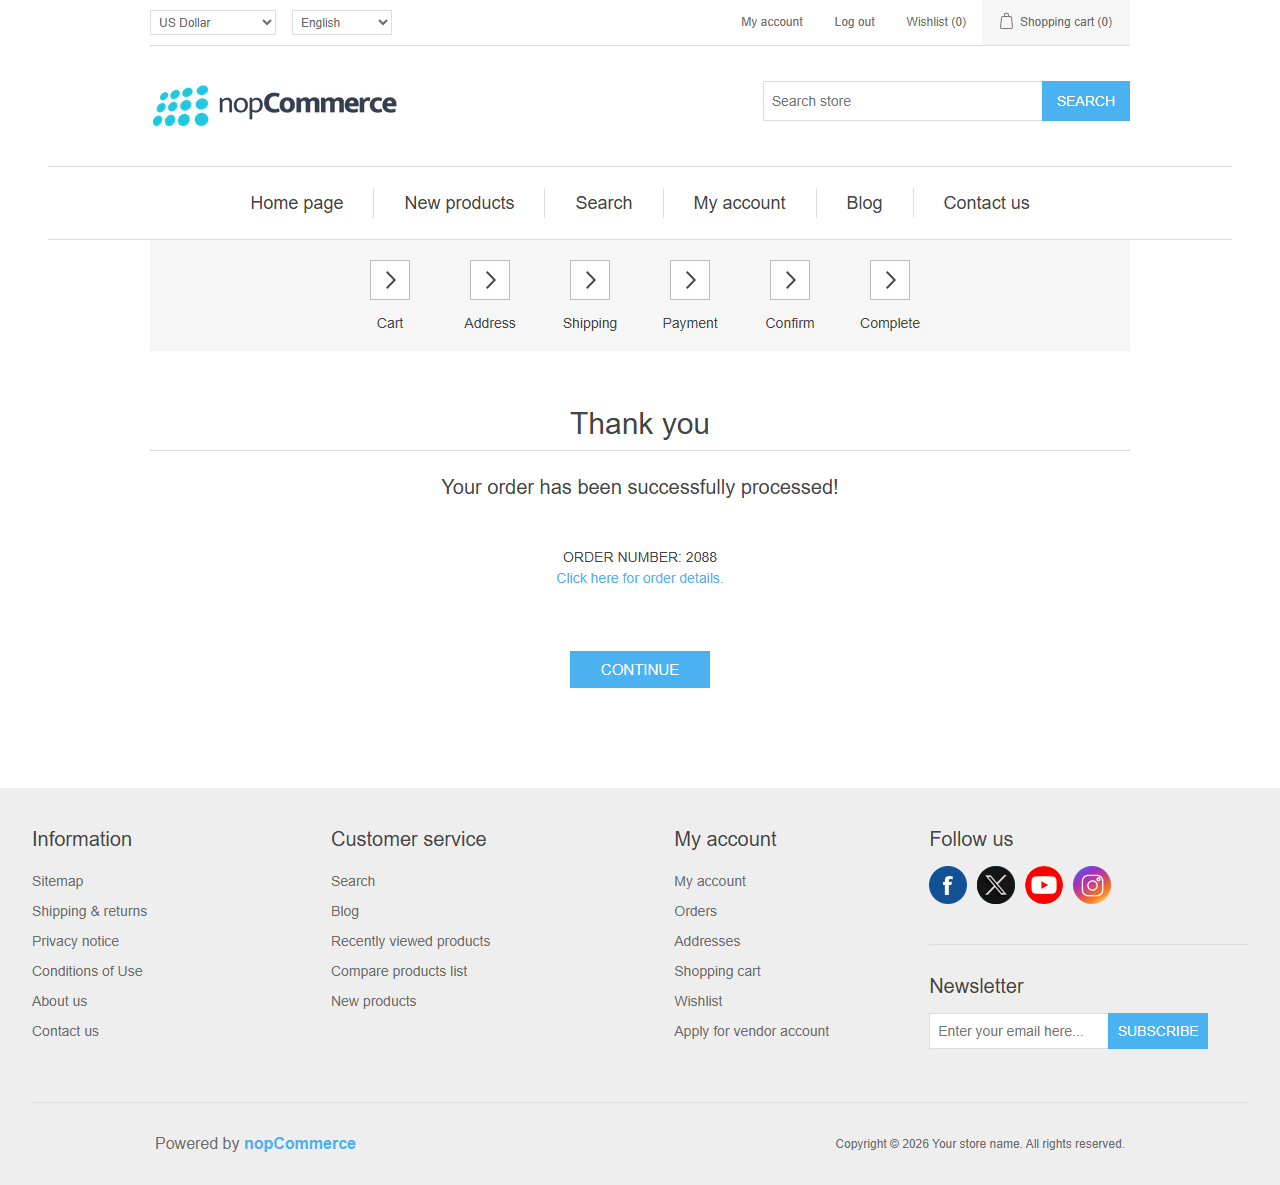 US Dollar English My account Log out Wishlist (0) Shopping cart (0)
nopCommerce Search store SEARCH
Home page New products Search My account Blog Contact us
Cart Address Shipping Payment Confirm Complete
Thank you
Your order has been successfully processed!
ORDER NUMBER: 2088
Click here for order details.
CONTINUE
Information
Sitemap
Shipping & returns
Privacy notice
Conditions of Use
About us
Contact us
Customer service
Search
Blog
Recently viewed products
Compare products list
New products
My account
My account
Orders
Addresses
Shopping cart
Wishlist
Apply for vendor account
Follow us
Newsletter
Enter your email here... SUBSCRIBE
Powered by nopCommerce
Copyright © 2026 Your store name. All rights reserved.